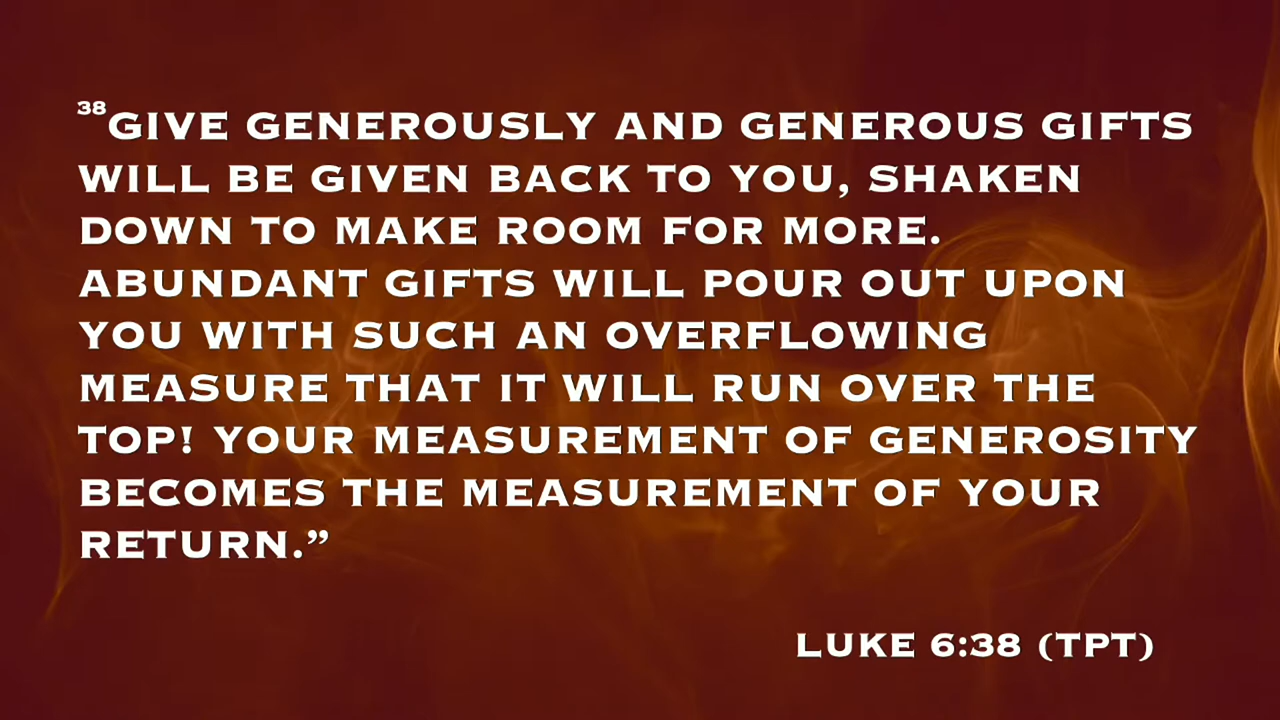 38GIVE GENEROUSLY AND GENEROUS GIFTS
WILL BE GIVEN BACK TO YOU, SHAKEN
DOWN TO MAKE ROOM FOR MORE.
ABUNDANT GIFTS WILL POUR OUT UPON
YOU WITH SUCH AN OVERFLOWING
MEASURE THAT IT WILL RUN OVER THE
TOP! YOUR MEASUREMENT OF GENEROSITY
BECOMES THE MEASUREMENT OF YOUR
RETURN.”
LUKE 6:38 (TPT)